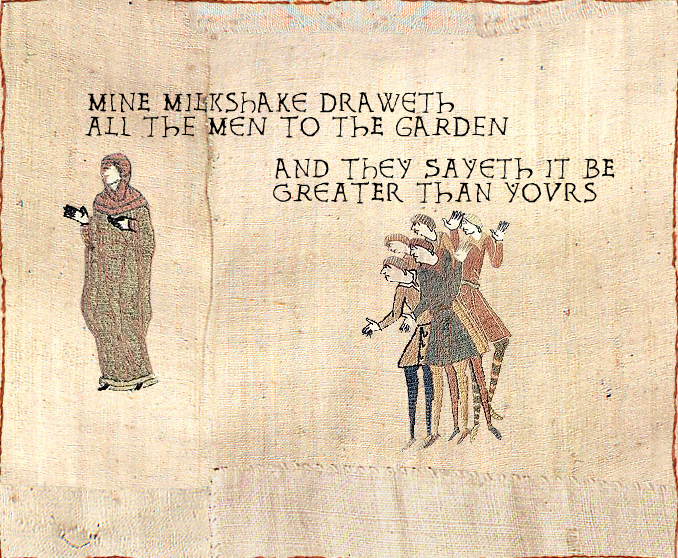 MINE MILKSHAKE DRAWETH
ALL THE MEN TO THE GARDEN
AND THEY SAYETH IT BE
GREATER THAN YOVRS